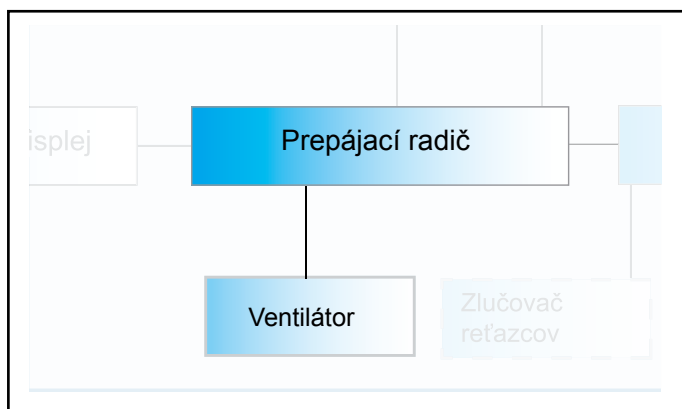 isplej
Prepájací radič
Ventilátor
Zlučovač
reťazcov